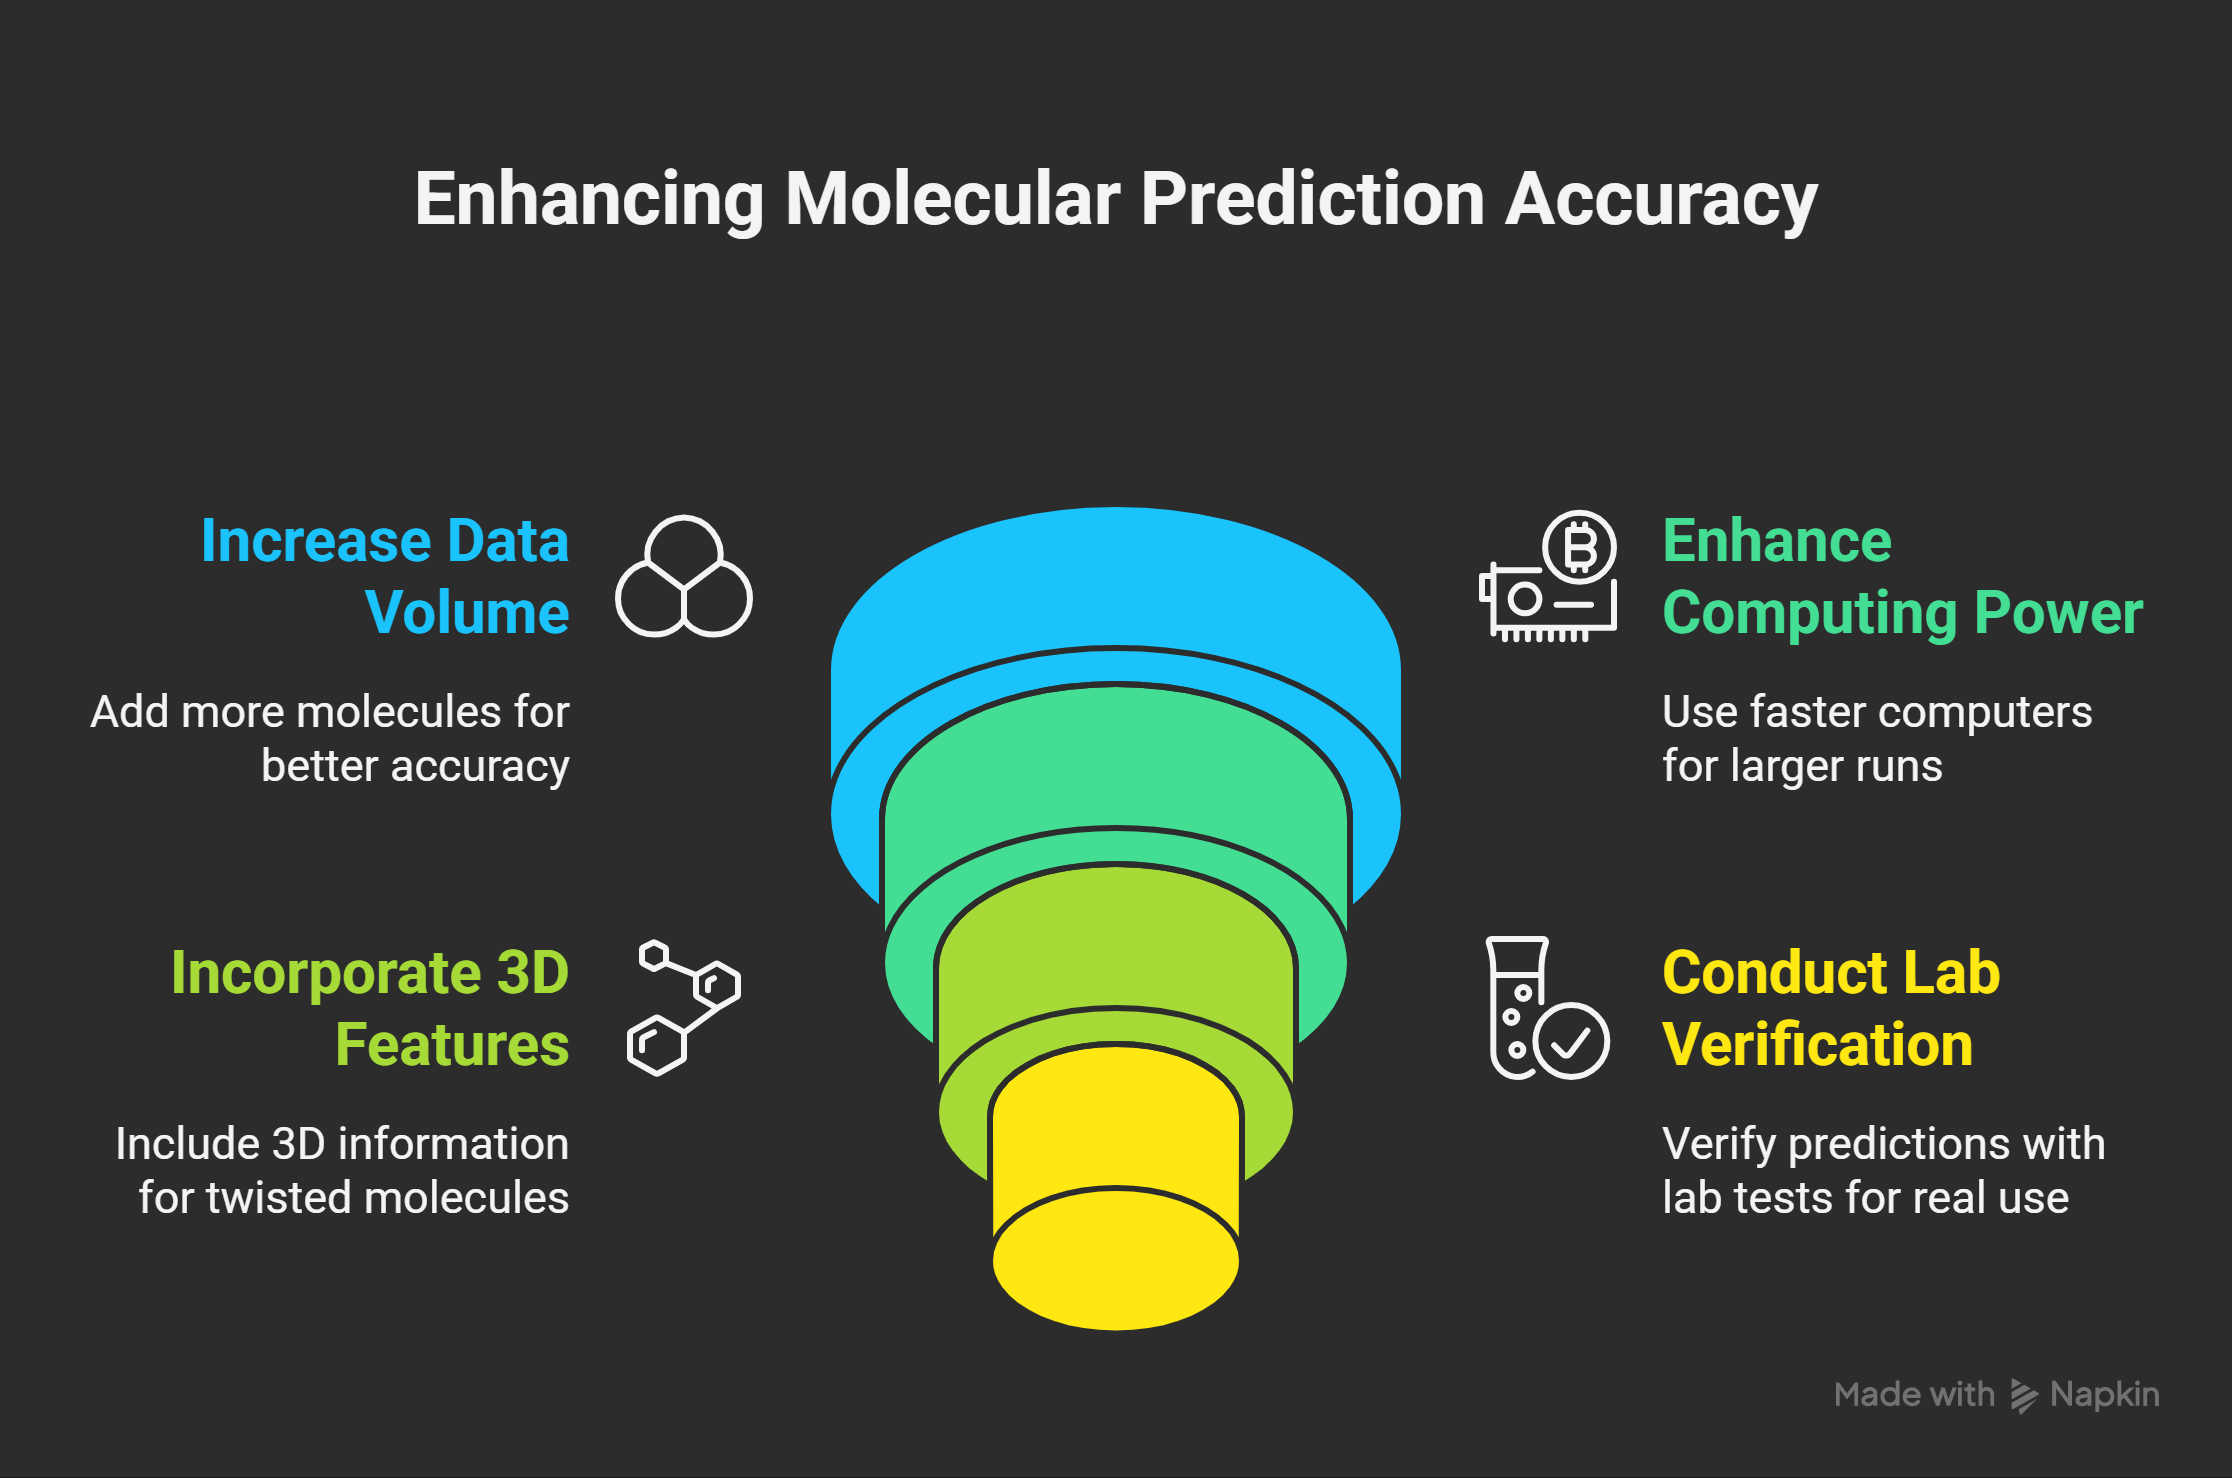 Enhancing Molecular Prediction Accuracy
Increase Data
Volume
Add more molecules for
better accuracy
Enhance
Computing Power
Use faster computers
for larger runs
Incorporate 3D
Features
Include 3D information
for twisted molecules
Conduct Lab
Verification
Verify predictions with
lab tests for real use
Made with Napkin